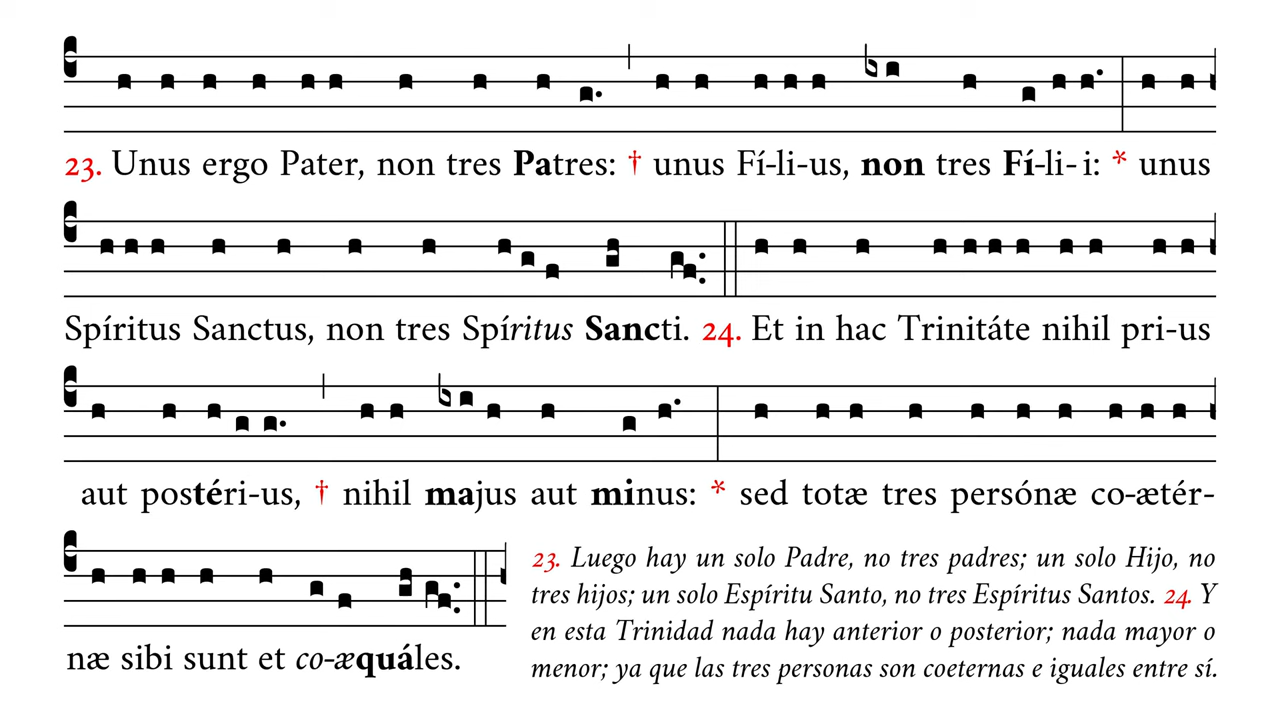 23. Unus ergo Pater, non tres Patres: † unus Fí-li-us, non tres Fí-li-i: * unus
Spíritus Sanctus, non tres Spíritus Sancti. 24. Et in hac Trinitáte nihil pri-us
aut postéri-us, † nihil majus aut minus: * sed totæ tres persónæ co-ætér-
næ sibi sunt et co-æquáles.
23. Luego hay un solo Padre, no tres padres; un solo Hijo, no
tres hijos; un solo Espíritu Santo, no tres Espíritus Santos. 24. Y
en esta Trinidad nada hay anterior o posterior; nada mayor o
menor; ya que las tres personas son coeternas e iguales entre sí.